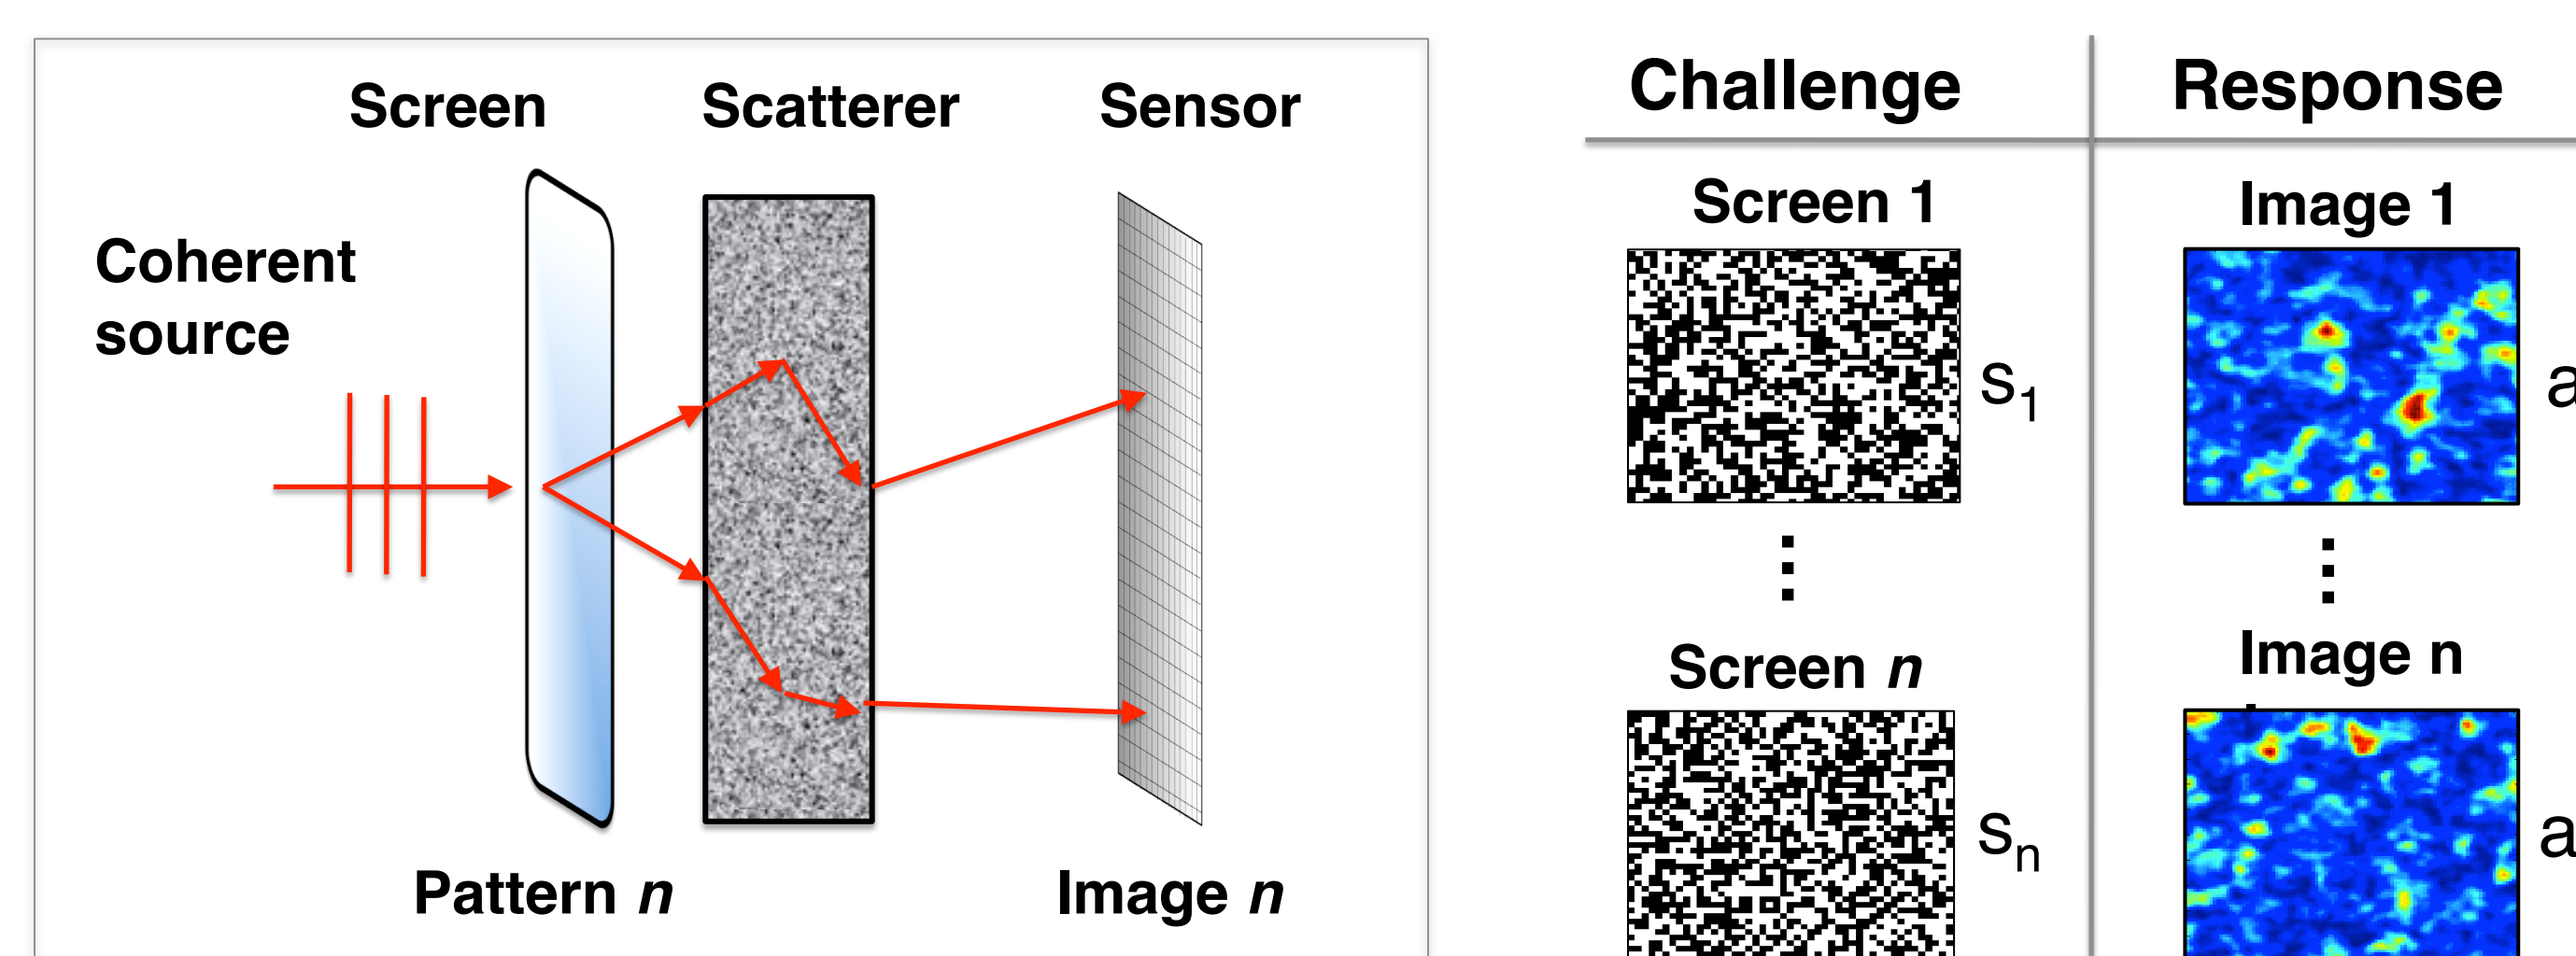 Screen
Scatterer
Sensor
Coherent
source
Pattern n
Image n
Challenge
Response
Screen 1
Image 1
s1
a
Screen n
Image n
sn
a